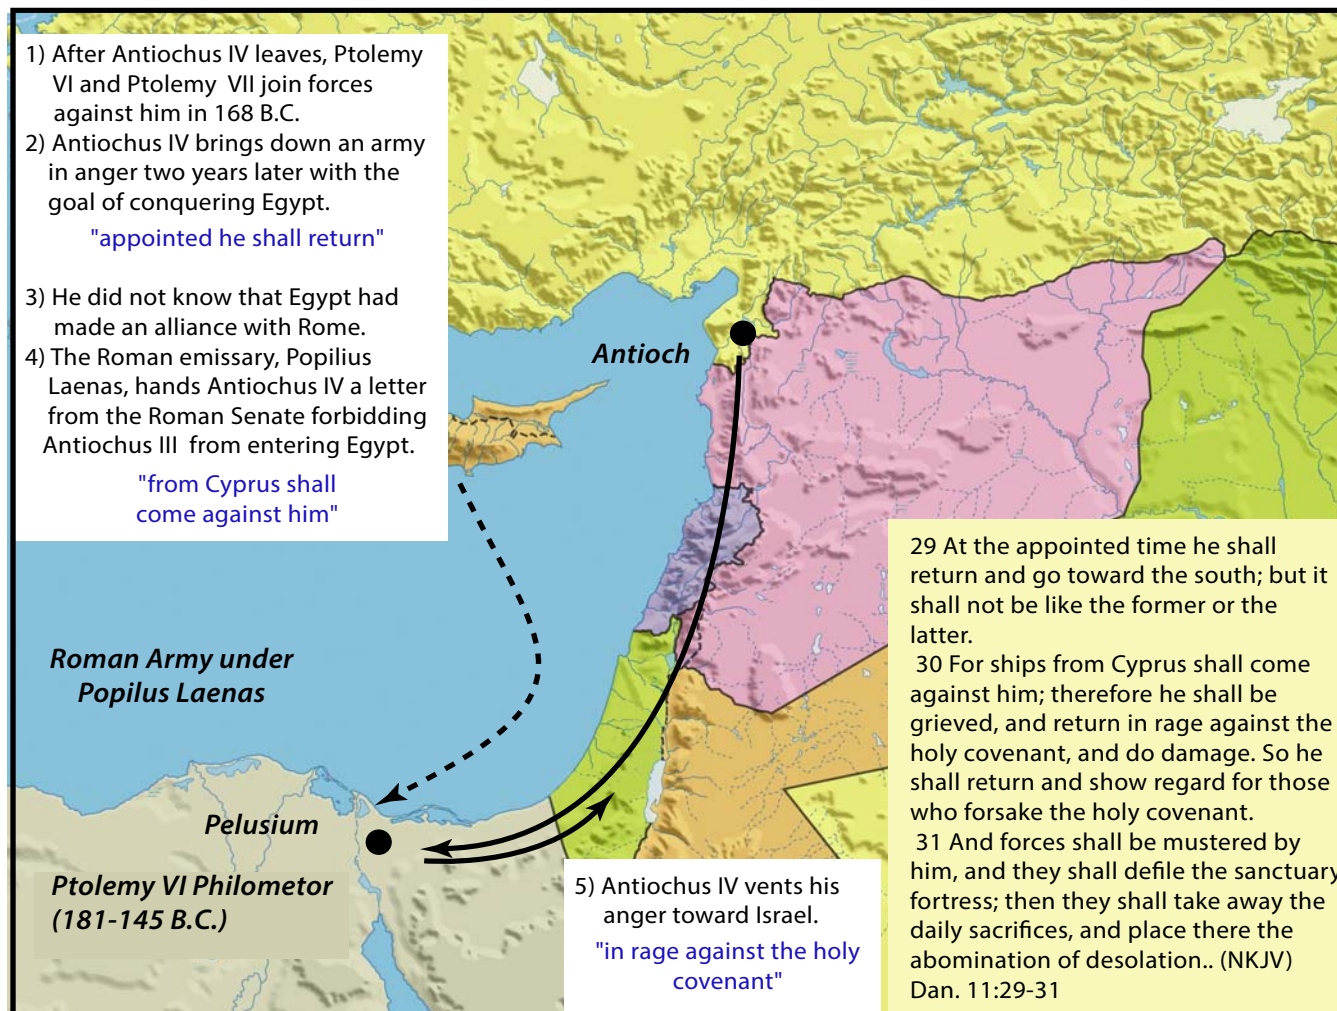 1) After Antiochus IV leaves, Ptolemy
VI and Ptolemy VII join forces
against him in 168 B.C.
2) Antiochus IV brings down an army
in anger two years later with the
goal of conquering Egypt.
"appointed he shall return"
3) He did not know that Egypt had
made an alliance with Rome.
4) The Roman emissary, Popilius
Laenas, hands Antiochus IV a letter
from the Roman Senate forbidding
Antiochus III from entering Egypt.
"from Cyprus shall
come against him"
Antioch
Roman Army under
Popilus Laenas
Pelusium
Ptolemy VI Philometor
(181-145 B.C.)
5) Antiochus IV vents his
anger toward Israel.
"in rage against the holy
covenant"
29 At the appointed time he shall
return and go toward the south; but it
shall not be like the former or the
latter.
30 For ships from Cyprus shall come
against him; therefore he shall be
grieved, and return in rage against the
holy covenant, and do damage. So he
shall return and show regard for those
who forsake the holy covenant.
31 And forces shall be mustered by
him, and they shall defile the sanctuary
fortress; then they shall take away the
daily sacrifices, and place there the
abomination of desolation.. (NKJV)
Dan. 11:29-31